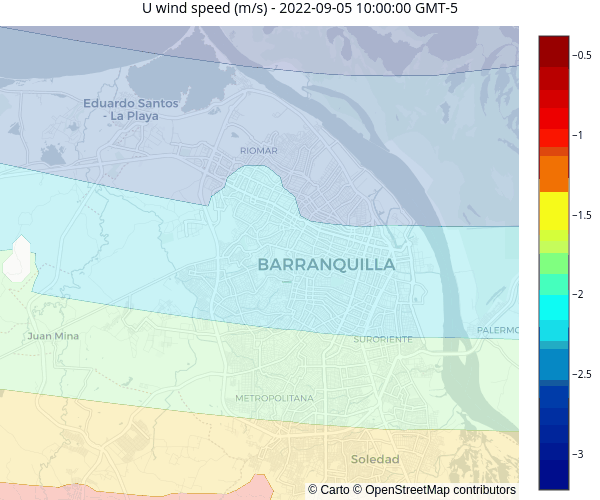 U wind speed (m/s) - 2022-09-05 10:00:00 GMT-5
−0.5
Eduardo Santos
- La Playa
−1
RIOMAR
−1.5
BARRANQUILLA
−2
PALERMO
Juan Mina
SURORIENTE
−2.5
METROPOLITANA
−3
Soledad
© Carto © OpenStreetMap contributors